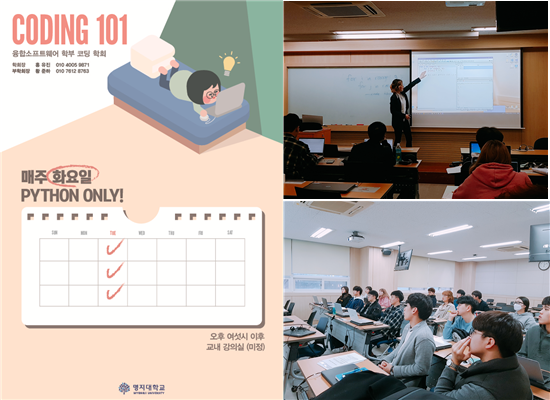 CODING 101
융합소프트웨어 학부 코딩 학회
학회장 홍 유진 010 4005 9871
부학회장 황 준하 010 7612 8763
매주 화요일
PYTHON ONLY!
SUN MON TUE WED THU FRI SAT
오후 여섯시 이후
교내 강의실 (미정)
명지대학교
MYONGJI UNIVERSITY